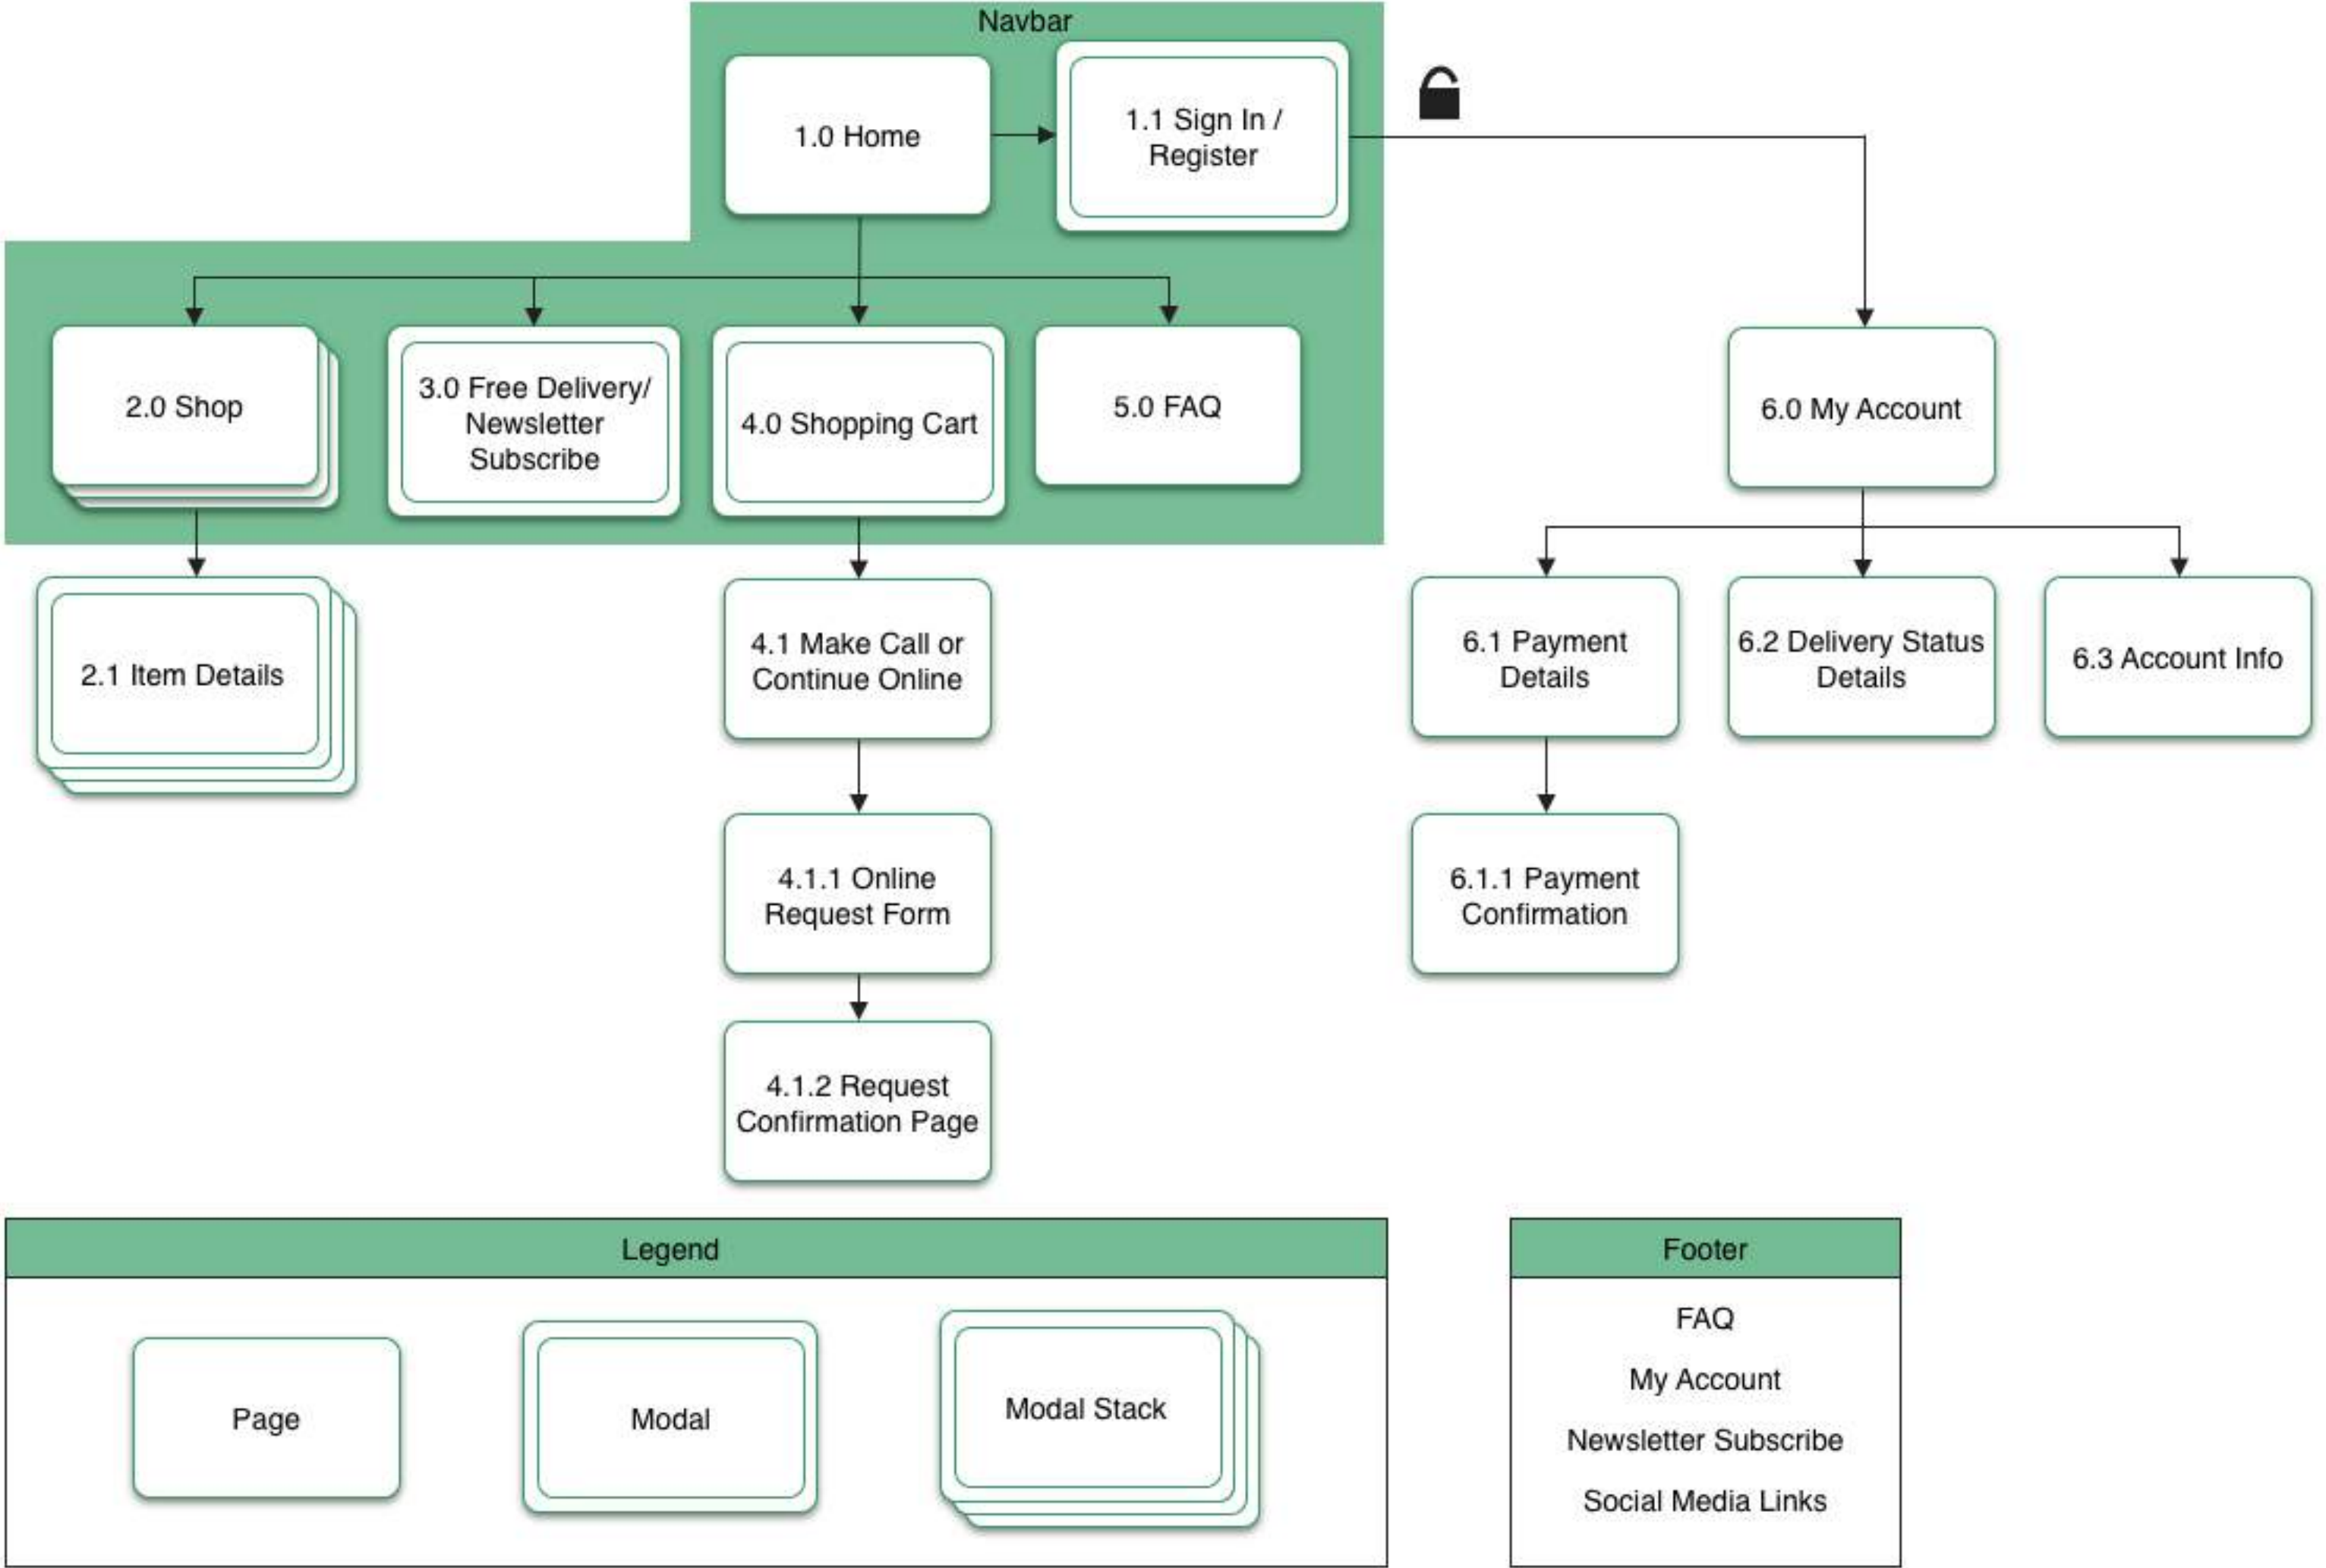 Navbar
1.0 Home
1.1 Sign In /
Register
2.0 Shop
3.0 Free Delivery/
Newsletter
Subscribe
4.0 Shopping Cart
5.0 FAQ
6.0 My Account
2.1 Item Details
4.1 Make Call or
Continue Online
6.1 Payment
Details
6.2 Delivery Status
Details
6.3 Account Info
4.1.1 Online
Request Form
6.1.1 Payment
Confirmation
4.1.2 Request
Confirmation Page
Legend
Page
Modal
Modal Stack
Footer
FAQ
My Account
Newsletter Subscribe
Social Media Links